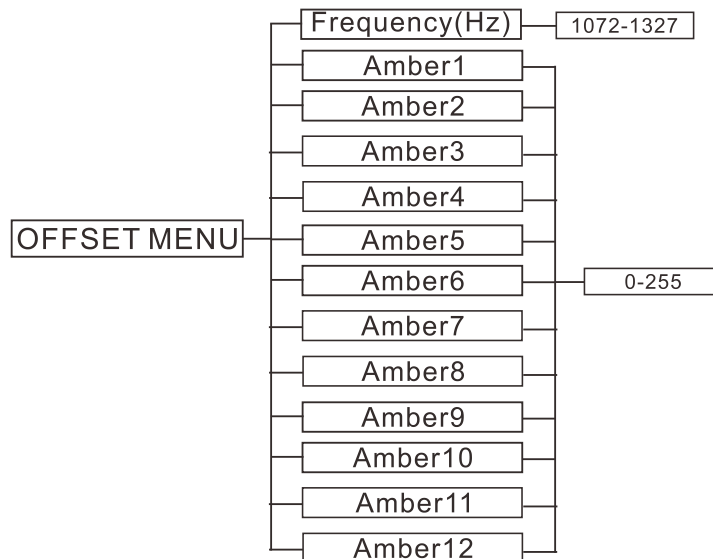 Frequency(Hz)
1072-1327
Amber1
Amber2
Amber3
Amber4
OFFSET MENU
Amber5
Amber6
0-255
Amber7
Amber8
Amber9
Amber10
Amber11
Amber12